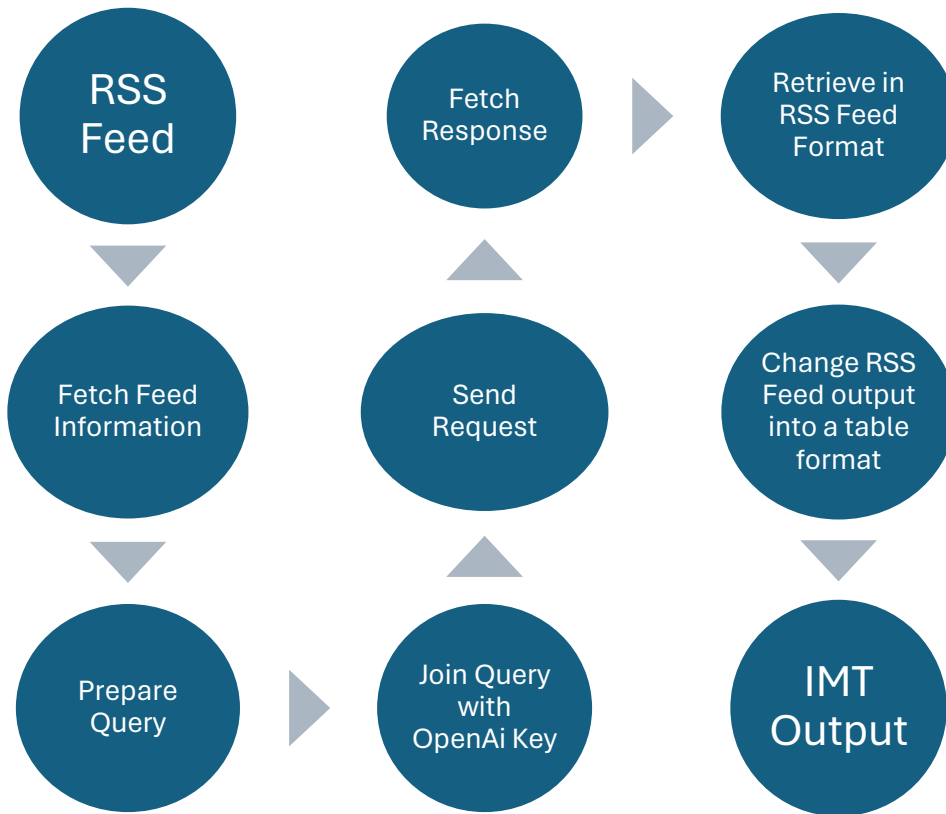 RSS
Feed
Fetch Feed
Information
Prepare
Query
Join Query
with
OpenAi Key
Send
Request
Fetch
Response
Retrieve in
RSS Feed
Format
Change RSS
Feed output
into a table
format
IMT
Output